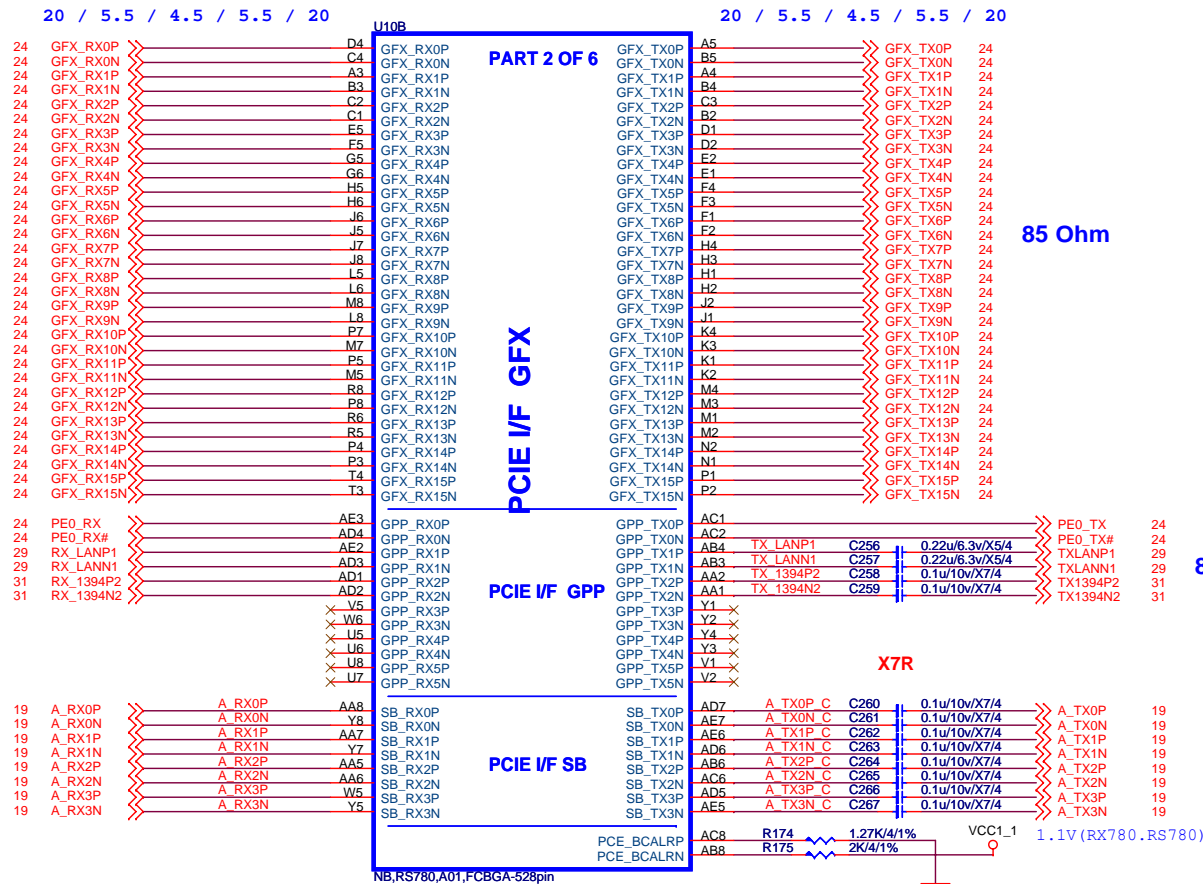 20 / 5.5 / 4.5 / 5.5 / 20 20 / 5.5 / 4.5 / 5.5 / 20
U10B
PART 2 OF 6
24 GFX_RX0P D4 GFX_RX0P GFX_TX0P A5 GFX_TX0P 24
24 GFX_RX0N C4 GFX_RX0N GFX_TX0N B5 GFX_TX0N 24
24 GFX_RX1P A3 GFX_RX1P GFX_TX1P A4 GFX_TX1P 24
24 GFX_RX1N B3 GFX_RX1N GFX_TX1N B4 GFX_TX1N 24
24 GFX_RX2P C2 GFX_RX2P GFX_TX2P C3 GFX_TX2P 24
24 GFX_RX2N C1 GFX_RX2N GFX_TX2N B2 GFX_TX2N 24
24 GFX_RX3P E5 GFX_RX3P GFX_TX3P D1 GFX_TX3P 24
24 GFX_RX3N F5 GFX_RX3N GFX_TX3N D2 GFX_TX3N 24
24 GFX_RX4P G5 GFX_RX4P GFX_TX4P E2 GFX_TX4P 24
24 GFX_RX4N G6 GFX_RX4N GFX_TX4N E1 GFX_TX4N 24
24 GFX_RX5P H5 GFX_RX5P GFX_TX5P F4 GFX_TX5P 24
24 GFX_RX5N H6 GFX_RX5N GFX_TX5N F3 GFX_TX5N 24
24 GFX_RX6P J6 GFX_RX6P GFX_TX6P F1 GFX_TX6P 24
24 GFX_RX6N J5 GFX_RX6N GFX_TX6N F2 GFX_TX6N 24
85 Ohm
24 GFX_RX7P J7 GFX_RX7P GFX_TX7P H4 GFX_TX7P 24
24 GFX_RX7N J8 GFX_RX7N GFX_TX7N H3 GFX_TX7N 24
24 GFX_RX8P L5 GFX_RX8P GFX_TX8P H1 GFX_TX8P 24
24 GFX_RX8N L6 GFX_RX8N GFX_TX8N H2 GFX_TX8N 24
24 GFX_RX9P M8 GFX_RX9P GFX_TX9P J2 GFX_TX9P 24
24 GFX_RX9N L8 GFX_RX9N GFX_TX9N J1 GFX_TX9N 24
24 GFX_RX10P P7 GFX_RX10P GFX_TX10P K4 GFX_TX10P 24
24 GFX_RX10N M7 GFX_RX10N GFX_TX10N K3 GFX_TX10N 24
24 GFX_RX11P P5 GFX_RX11P GFX_TX11P K1 GFX_TX11P 24
24 GFX_RX11N M5 GFX_RX11N GFX_TX11N K2 GFX_TX11N 24
24 GFX_RX12P R8 GFX_RX12P GFX_TX12P M4 GFX_TX12P 24
24 GFX_RX12N P8 GFX_RX12N GFX_TX12N M3 GFX_TX12N 24
24 GFX_RX13P R6 GFX_RX13P GFX_TX13P M1 GFX_TX13P 24
24 GFX_RX13N R5 GFX_RX13N GFX_TX13N M2 GFX_TX13N 24
24 GFX_RX14P P4 GFX_RX14P GFX_TX14P N2 GFX_TX14P 24
24 GFX_RX14N P3 GFX_RX14N GFX_TX14N N1 GFX_TX14N 24
24 GFX_RX15P T4 GFX_RX15P GFX_TX15P P1 GFX_TX15P 24
24 GFX_RX15N T3 GFX_RX15N GFX_TX15N P2 GFX_TX15N 24
PCIE I/F GFX
24 PE0_RX AE3 GPP_RX0P GPP_TX0P AC1 PE0_TX 24
24 PE0_RX# AD4 GPP_RX0N GPP_TX0N AC2 PE0_TX# 24
29 RX_LANP1 AE2 GPP_RX1P GPP_TX1P AB4 TX_LANP1 C256 0.22u/6.3v/X5/4 TXLANP1 29
29 RX_LANN1 AD3 GPP_RX1N GPP_TX1N AB3 TX_LANN1 C257 0.22u/6.3v/X5/4 TXLANN1 29
8
31 RX_1394P2 AD1 GPP_RX2P GPP_TX2P AA2 TX_1394P2 C258 0.1u/10v/X7/4 TX1394P2 31
31 RX_1394N2 AD2 GPP_RX2N GPP_TX2N AA1 TX_1394N2 C259 0.1u/10v/X7/4 TX1394N2 31
PCIE I/F GPP
V5 GPP_RX3P GPP_TX3P Y1
W6 GPP_RX3N GPP_TX3N Y2
U5 GPP_RX4P GPP_TX4P Y4
U6 GPP_RX4N GPP_TX4N Y3
U8 GPP_RX5P GPP_TX5P V1
U7 GPP_RX5N GPP_TX5N V2
X7R
19 A_RX0P A_RX0P AA8 SB_RX0P SB_TX0P AD7 A_TX0P_C C260 0.1u/10v/X7/4 A_TX0P 19
19 A_RX0N A_RX0N Y8 SB_RX0N SB_TX0N AE7 A_TX0N_C C261 0.1u/10v/X7/4 A_TX0N 19
19 A_RX1P A_RX1P AA7 SB_RX1P SB_TX1P AE6 A_TX1P_C C262 0.1u/10v/X7/4 A_TX1P 19
19 A_RX1N A_RX1N Y7 SB_RX1N SB_TX1N AD6 A_TX1N_C C263 0.1u/10v/X7/4 A_TX1N 19
19 A_RX2P A_RX2P AA5 SB_RX2P SB_TX2P AB6 A_TX2P_C C264 0.1u/10v/X7/4 A_TX2P 19
19 A_RX2N A_RX2N AA6 SB_RX2N SB_TX2N AC6 A_TX2N_C C265 0.1u/10v/X7/4 A_TX2N 19
19 A_RX3P A_RX3P W5 SB_RX3P SB_TX3P AD5 A_TX3P_C C266 0.1u/10v/X7/4 A_TX3P 19
19 A_RX3N A_RX3N Y5 SB_RX3N SB_TX3N AE5 A_TX3N_C C267 0.1u/10v/X7/4 A_TX3N 19
PCIE I/F SB
PCE_BCALRP AC8 R174 1.27K/4/1% VCC1_1 1.1V(RX780.RS780)
PCE_BCALRN AB8 R175 2K/4/1%
NB,RS780,A01,FCBGA-528pin